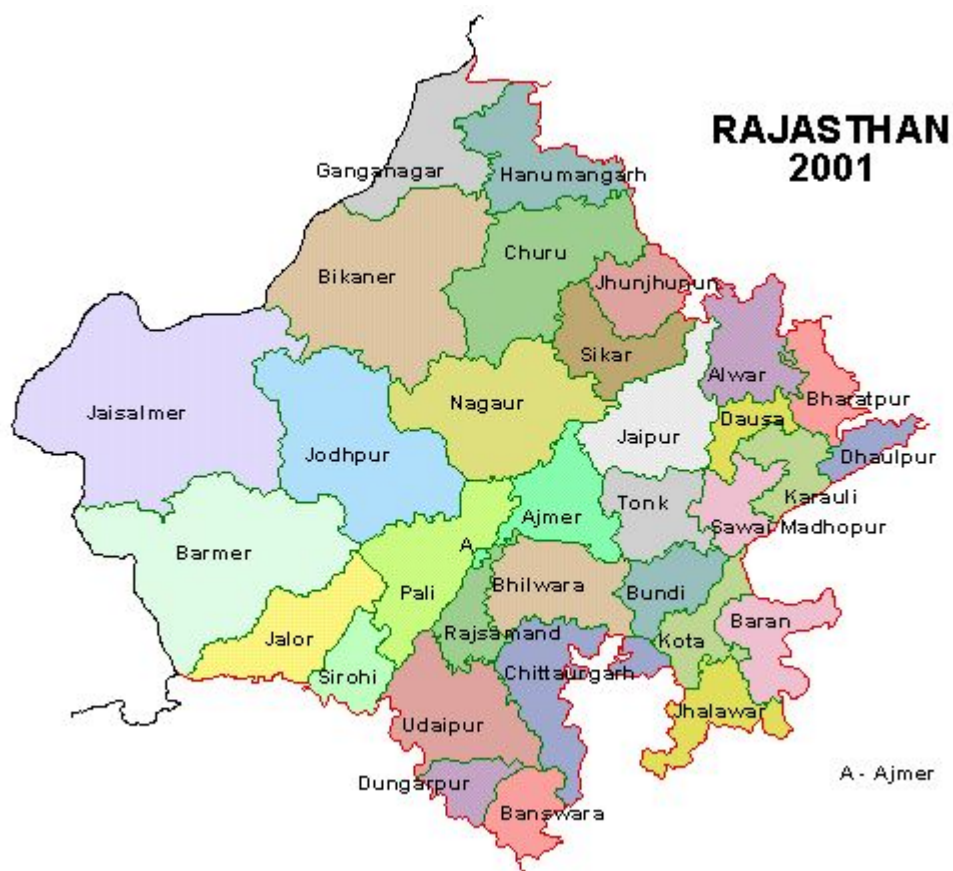 RAJASTHAN
2001
Ganganagar
Hanumangarh
Churu
Bikaner
Jhunjhunun
Sikar
Alwar
Bharatpur
Jaisalmer
Nagaur
Dausa
Jaipur
Dhaulpur
Jodhpur
Karauli
Tonk
Ajmer
Sawai Madhopur
A
Barmer
Pali
Bhilwara
Bundi
Baran
Jalor
Rajsamand
Kota
Sirohi
Chittaurgarh
Jhalawar
Udaipur
A - Ajmer
Dungarpur
Banswara